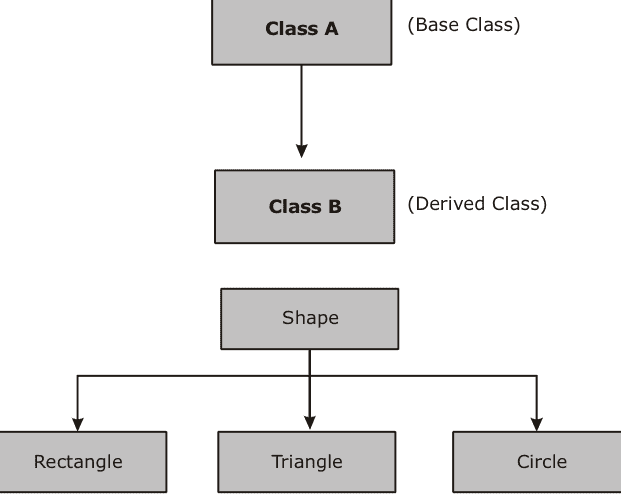 Class A (Base Class)
Class B (Derived Class)
Shape
Rectangle Triangle Circle